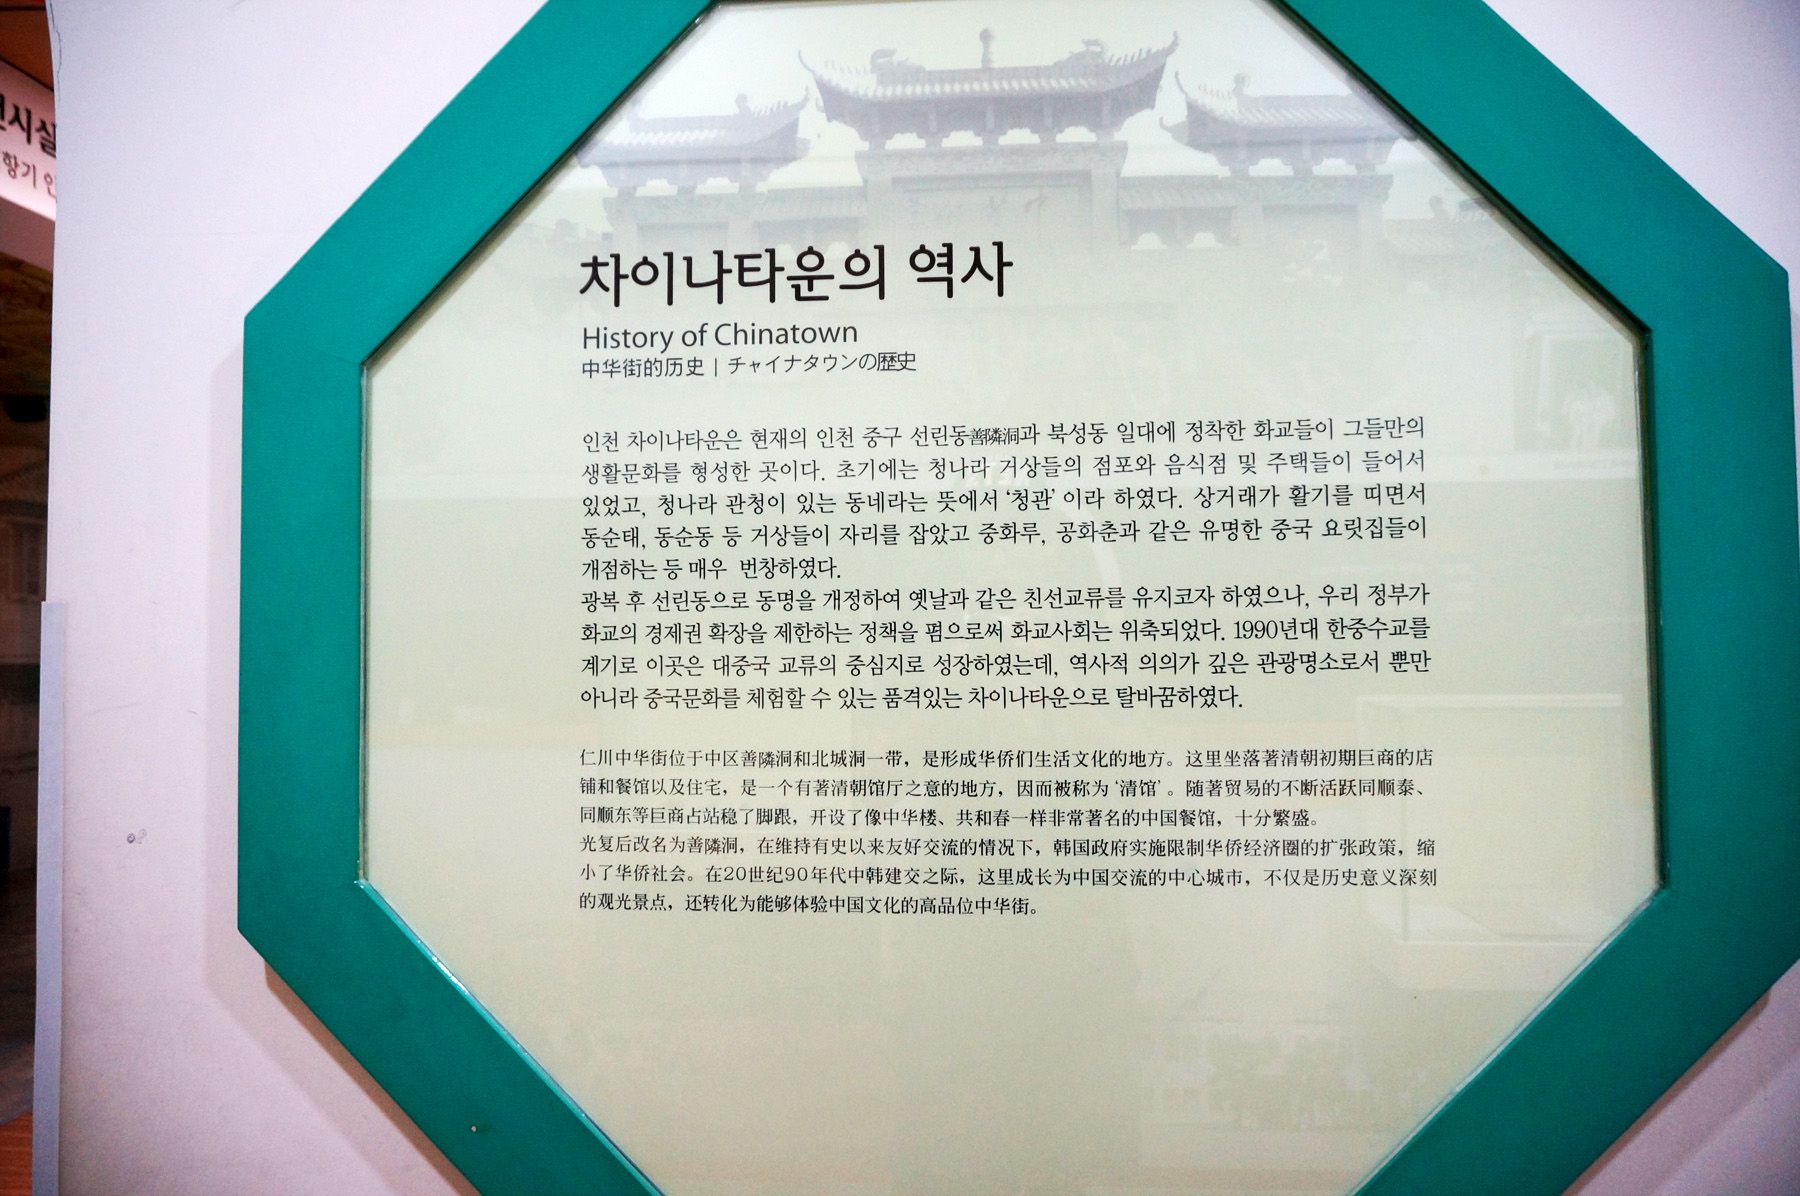 전시실
향기 인
차이나타운의 역사
History of Chinatown
中华街的历史 | チャイナタウンの歴史
인천 차이나타운은 현재의 인천 중구 선린동善隣洞과 북성동 일대에 정착한 화교들이 그들만의
생활문화를 형성한 곳이다. 초기에는 청나라 거상들의 점포와 음식점 및 주택들이 들어서
있었고, 청나라 관청이 있는 동네라는 뜻에서 ‘청관’ 이라 하였다. 상거래가 활기를 띠면서
동순태, 동순동 등 거상들이 자리를 잡았고 중화루, 공화춘과 같은 유명한 중국 요릿집들이
개점하는 등 매우 번창하였다.
광복 후 선린동으로 동명을 개정하여 옛날과 같은 친선교류를 유지코자 하였으나, 우리 정부가
화교의 경제권 확장을 제한하는 정책을 폄으로써 화교사회는 위축되었다. 1990년대 한중수교를
계기로 이곳은 대중국 교류의 중심지로 성장하였는데, 역사적 의의가 깊은 관광명소로서 뿐만
아니라 중국문화를 체험할 수 있는 품격있는 차이나타운으로 탈바꿈하였다.
仁川中华街位于中区善隣洞和北城洞一带，是形成华侨们生活文化的地方。这里坐落著清朝初期巨商的店
铺和餐馆以及住宅，是一个有著清朝馆厅之意的地方，因而被称为‘清馆’。随著贸易的不断活跃同顺泰、
同顺东等巨商占站稳了脚跟，开设了像中华楼、共和春一样非常著名的中国餐馆，十分繁盛。
光复后改名为善隣洞，在维持有史以来友好交流的情况下，韩国政府实施限制华侨经济圈的扩张政策，缩
小了华侨社会。在20世纪90年代中韩建交之际，这里成长为中国交流的中心城市，不仅是历史意义深刻
的观光景点，还转化为能够体验中国文化的高品位中华街。